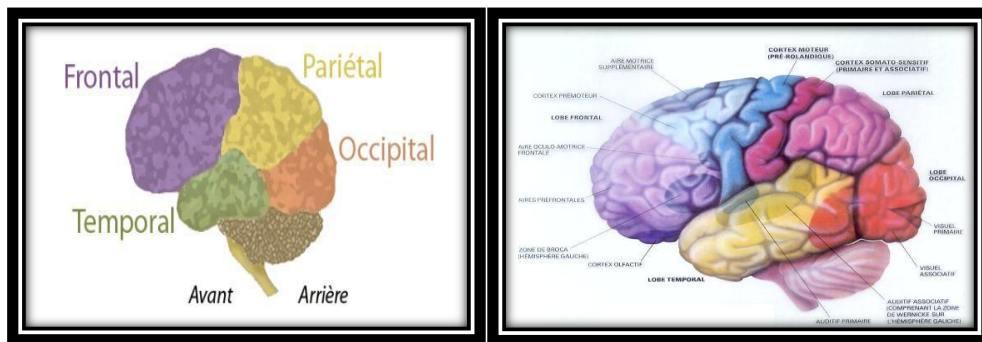 Frontal
Pariétal
Occipital
Temporal
Avant
Arrière
CORTEX MOTEUR
(PRÉ-ROLANDIQUE)
AIRE MOTRICE
SUPPLÉMENTAIRE
CORTEX SOMATO-SENSITIF
(PRIMAIRE ET ASSOCIATIF)
CORTEX PRÉMOTEUR
LOBE PARIÉTAL
LOBE FRONTAL
AIRE OCULO-MOTRICE
FRONTALE
LOBE
OCCIPITAL
AIRES PRÉFRONTALES
VISUEL
PRIMAIRE
ZONE DE BROCA
(HÉMISPHÈRE GAUCHE)
CORTEX OLFACTIF
VISUEL
ASSOCIATIF
LOBE TEMPORAL
AUDITIF ASSOCIATIF
(COMPRENANT LA ZONE
DE WERNICKE SUR
L'HÉMISPHÈRE GAUCHE)
AUDITIF PRIMAIRE